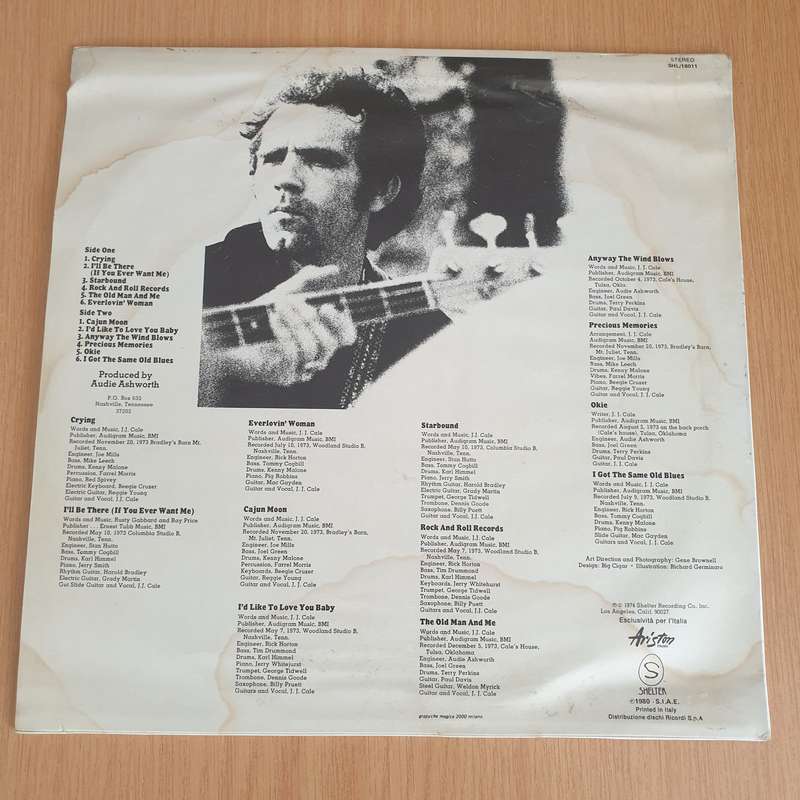 STEREO
SHL/18011
Side One
1. Crying
2. I'll Be There
(If You Ever Want Me)
3. Starbound
4. Rock And Roll Records
5. The Old Man And Me
6. Everlovin' Woman
Side Two
1. Cajun Moon
2. I'd Like To Love You Baby
3. Anyway The Wind Blows
4. Precious Memories
5. Okie
6. I Got The Same Old Blues
Produced by
Audie Ashworth
P.O. Box 635
Nashville, Tennessee
37202
Crying
Words and Music, J.J. Cale
Publisher, Audigram Music, BMI
Recorded November 20, 1973 Bradley's Barn Mt.
Juliet, Tenn.
Engineer, Joe Mills
Bass, Mike Leech
Drums, Kenny Malone
Percussion, Farrel Morris
Piano, Red Spivey
Electric Keyboard, Beegie Cruzer
Electric Guitar, Reggie Young
Guitar and Vocal, J.J. Cale
I'll Be There (If You Ever Want Me)
Words and Music, Rusty Gabbard and Ray Price
Publisher... Ernest Tubb Music, BMI
Recorded May 10, 1973 Columbia Studio B,
Nashville, Tenn.
Engineer, Stan Hutto
Bass, Tommy Cogbill
Drums, Karl Himmel
Piano, Jerry Smith
Rhythm Guitar, Harold Bradley
Electric Guitar, Grady Martin
Gut Slide Guitar and Vocal, J.J. Cale
Everlovin' Woman
Words and Music, J. J. Cale
Publisher, Audigram Music, BMI
Recorded July 10, 1973, Woodland Studio B,
Nashville, Tenn.
Engineer, Rick Horton
Bass, Tommy Cogbill
Drums, Kenny Malone
Piano, Pig Robbins
Guitar, Mac Gayden
Guitar and Vocal, J. J. Cale
Cajun Moon
Words and Music, J. J. Cale
Publisher, Audigram Music, BMI
Recorded November 20, 1973, Bradley's Barn,
Mt. Juliet, Tenn.
Engineer, Joe Mills
Bass, Joel Green
Drums, Kenny Malone
Percussion, Farrel Morris
Keyboards, Beegie Cruzer
Guitar, Reggie Young
Guitar and Vocal, J. J. Cale
I'd Like To Love You Baby
Words and Music, J. J. Cale
Publisher, Audigram Music, BMI
Recorded May 7, 1973, Woodland Studio B,
Nashville, Tenn.
Engineer, Rick Horton
Bass, Tim Drummond
Drums, Karl Himmel
Piano, Jerry Whitehurst
Trumpet, George Tidwell
Trombone, Dennis Goode
Saxophone, Billy Pruett
Guitars and Vocal, J. J. Cale
Starbound
Words and Music, J. J. Cale
Publisher, Audigram Music, BMI
Recorded May 10, 1973, Columbia Studio B,
Nashville, Tenn.
Engineer, Stan Hutto
Bass, Tommy Cogbill
Drums, Karl Himmel
Piano, Jerry Smith
Rhythm Guitar, Harold Bradley
Electric Guitar, Grady Martin
Trumpet, George Tidwell
Trombone, Dennis Goode
Saxophone, Billy Puett
Guitar and Vocal, J. J. Cale
Rock And Roll Records
Words and Music, J. J. Cale
Publisher, Audigram Music, BMI
Recorded May 7, 1973, Woodland Studio B,
Nashville, Tenn.
Engineer, Rick Horton
Bass, Tim Drummond
Drums, Karl Himmel
Keyboards, Jerry Whitehurst
Trumpet, George Tidwell
Trombone, Dennis Goode
Saxophone, Billy Puett
Guitar and Vocal, J. J. Cale
The Old Man And Me
Words and Music, J. J. Cale
Publisher, Audigram Music, BMI
Recorded December 5, 1973, Cale's House,
Tulsa, Oklahoma
Engineer, Audie Ashworth
Bass, Joel Green
Drums, Terry Perkins
Guitar, Paul Davis
Steel Guitar, Weldon Myrick
Guitar and Vocal, J. J. Cale
Anyway The Wind Blows
Words and Music, J. J. Cale
Publisher, Audigram Music, BMI
Recorded October 4, 1973, Cale's House,
Tulsa, Okla.
Engineer, Audie Ashworth
Bass, Joel Green
Drums, Terry Perkins
Guitar, Paul Davis
Guitar and Vocal, J. J. Cale
Precious Memories
Arrangement, J. J. Cale
Audigram Music, BMI
Recorded November 20, 1973, Bradley's Barn,
Mt. Juliet, Tenn.
Engineer, Joe Mills
Bass, Mike Leech
Drums, Kenny Malone
Vibes, Farrel Morris
Piano, Beegie Cruzer
Guitar, Reggie Young
Guitar and Vocal, J. J. Cale
Okie
Writer, J. J. Cale
Publisher, Audigram Music, BMI
Recorded August 5, 1973 on the back porch
(Cale's house), Tulsa, Oklahoma
Engineer, Audie Ashworth
Bass, Joel Green
Drums, Terry Perkins
Guitar, Paul Davis
Guitar, J. J. Cale
I Got The Same Old Blues
Words and Music, J. J. Cale
Publisher, Audigram Music, BMI
Recorded July 9, 1973, Woodland Studio B,
Nashville, Tenn.
Engineer, Rick Horton
Bass, Tommy Cogbill
Drums, Kenny Malone
Piano, Pig Robbins
Slide Guitar, Mac Gayden
Guitars and Vocal, J. J. Cale
Art Direction and Photography: Gene Brownell
Design: Big Cigar • Illustration: Richard Germinaro
℗ © 1974 Shelter Recording Co. Inc.
Los Angeles, Calif. 90027.
Esclusività per l'Italia
Ariston
S
SHELTER
©1980 - S.I.A.E.
Printed in Italy
Distribuzione dischi Ricordi S.p.A
grapsche magica 2000 milano